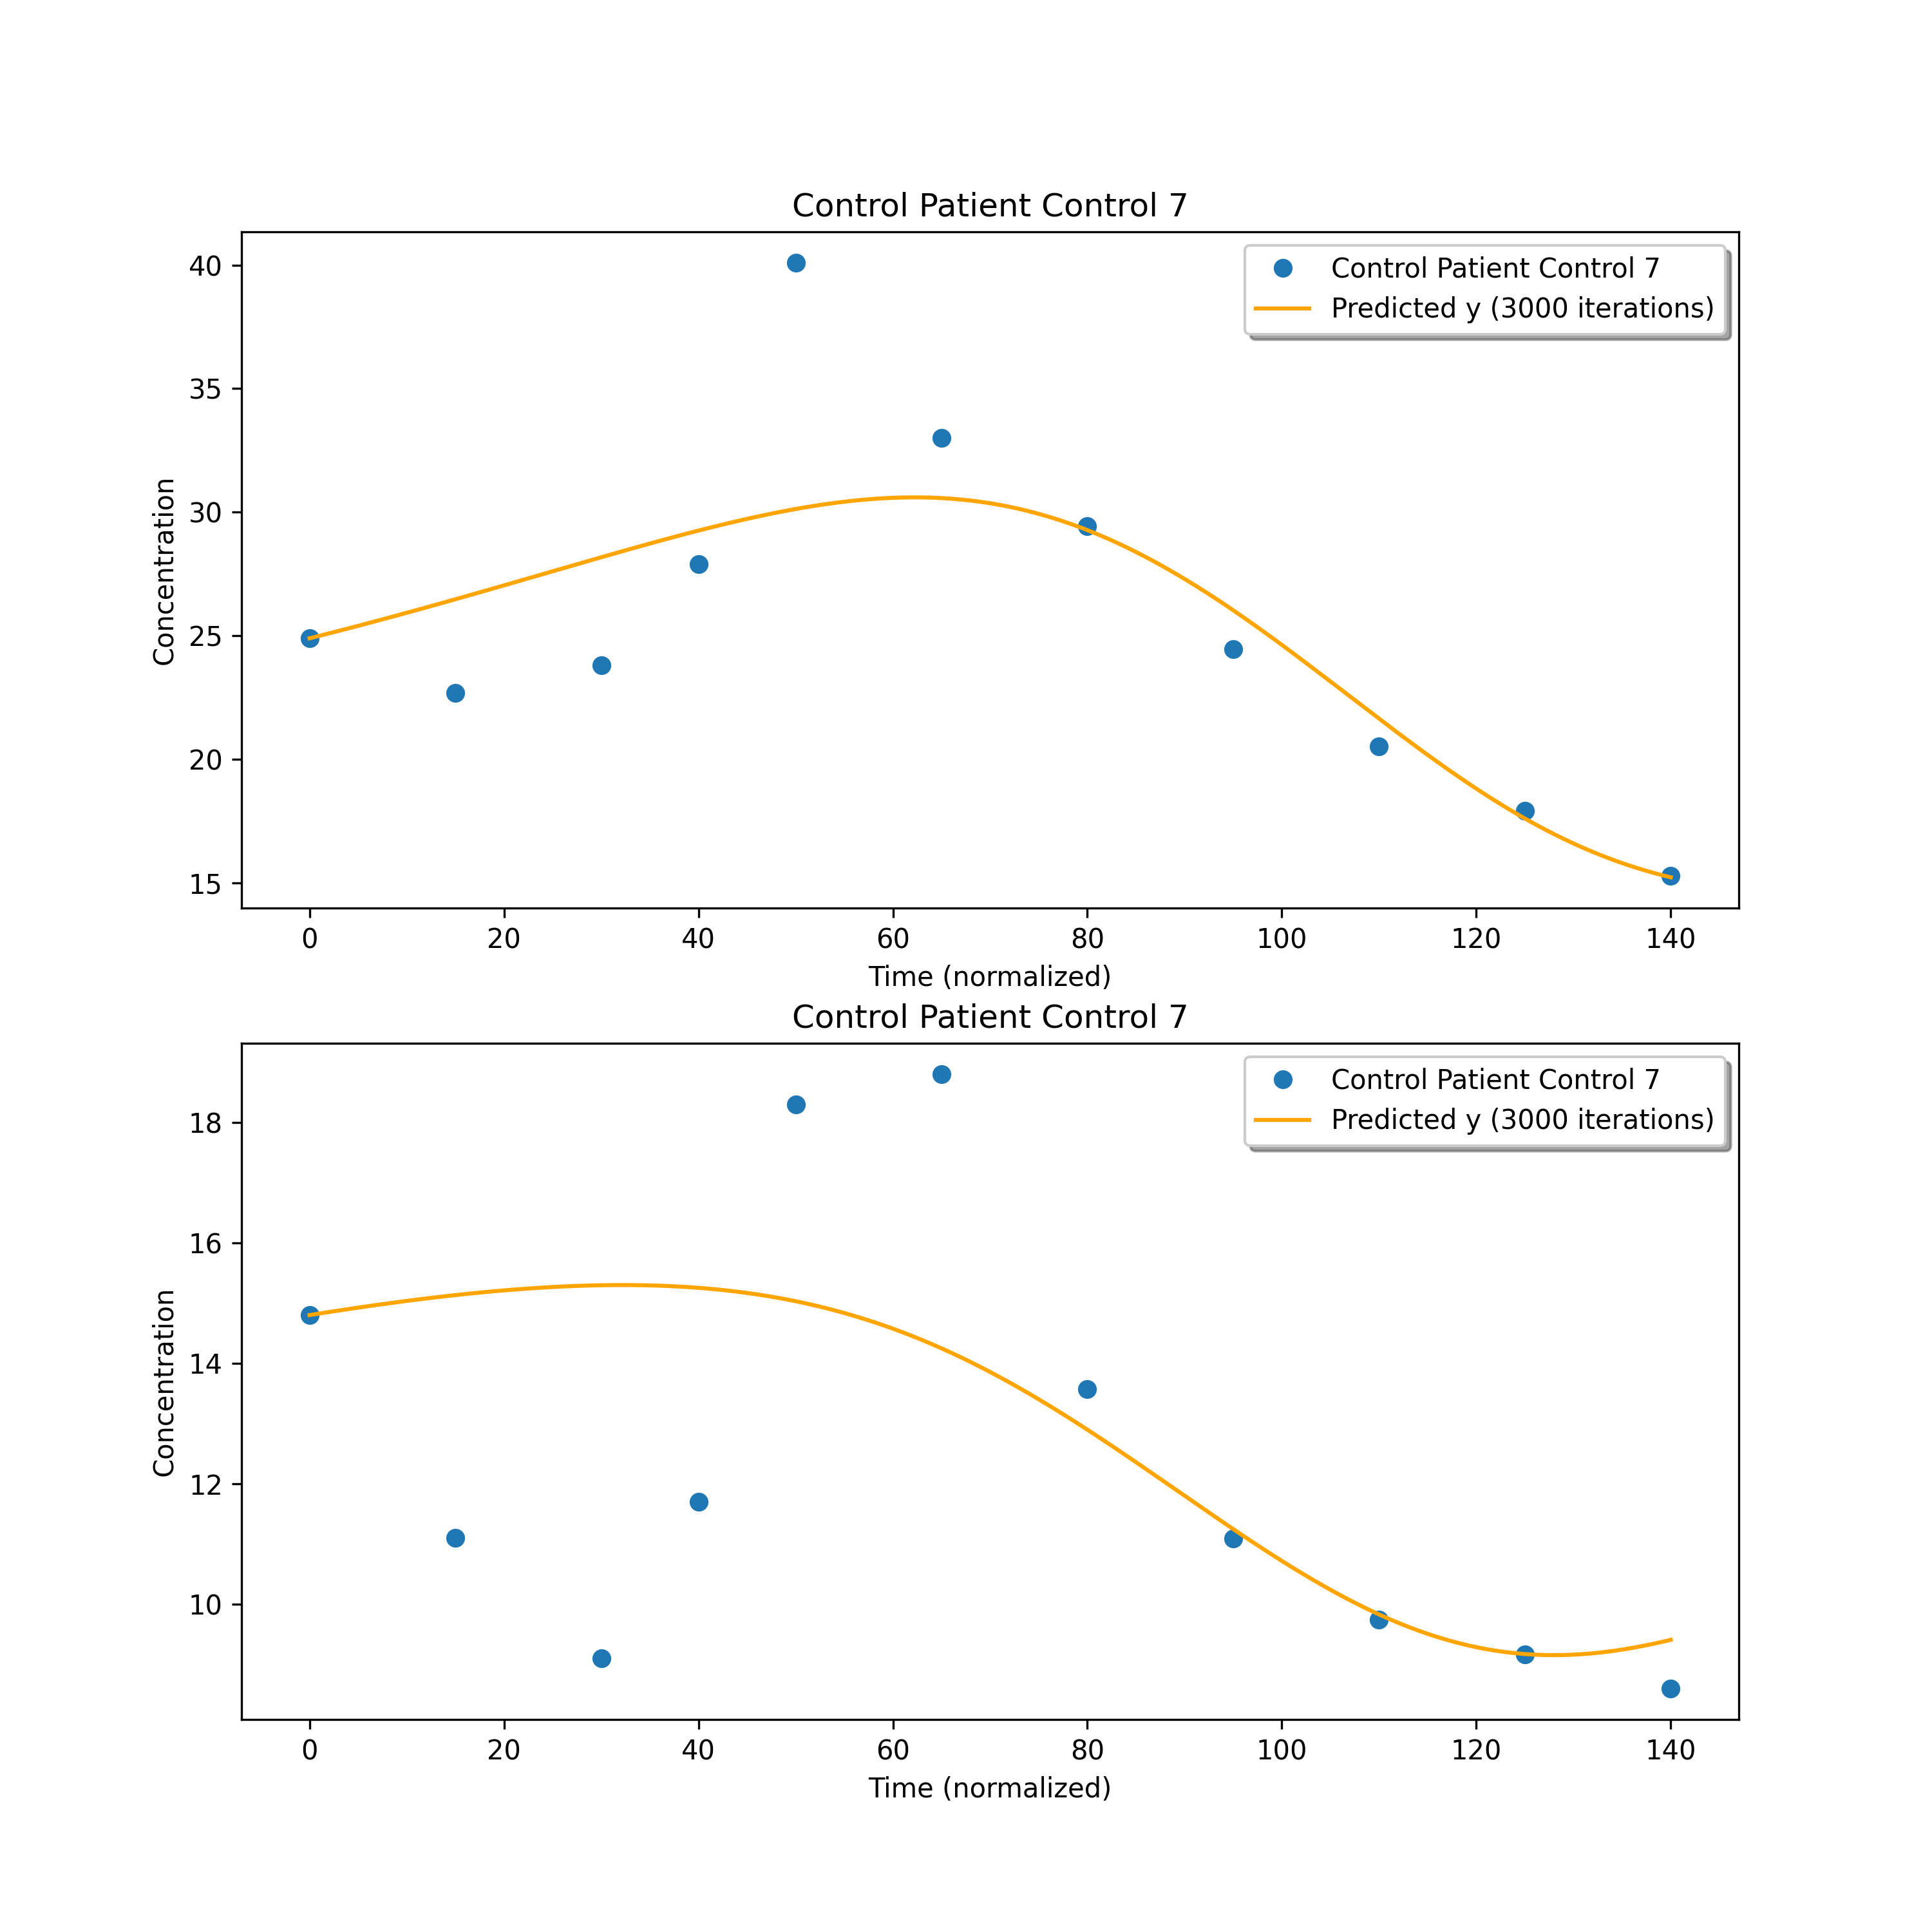 Control Patient Control 7
40
35
30
25
20
15
Concentration
Control Patient Control 7
Predicted y (3000 iterations)
0 20 40 60 80 100 120 140
Time (normalized)
Control Patient Control 7
18
16
14
12
10
Concentration
Control Patient Control 7
Predicted y (3000 iterations)
0 20 40 60 80 100 120 140
Time (normalized)